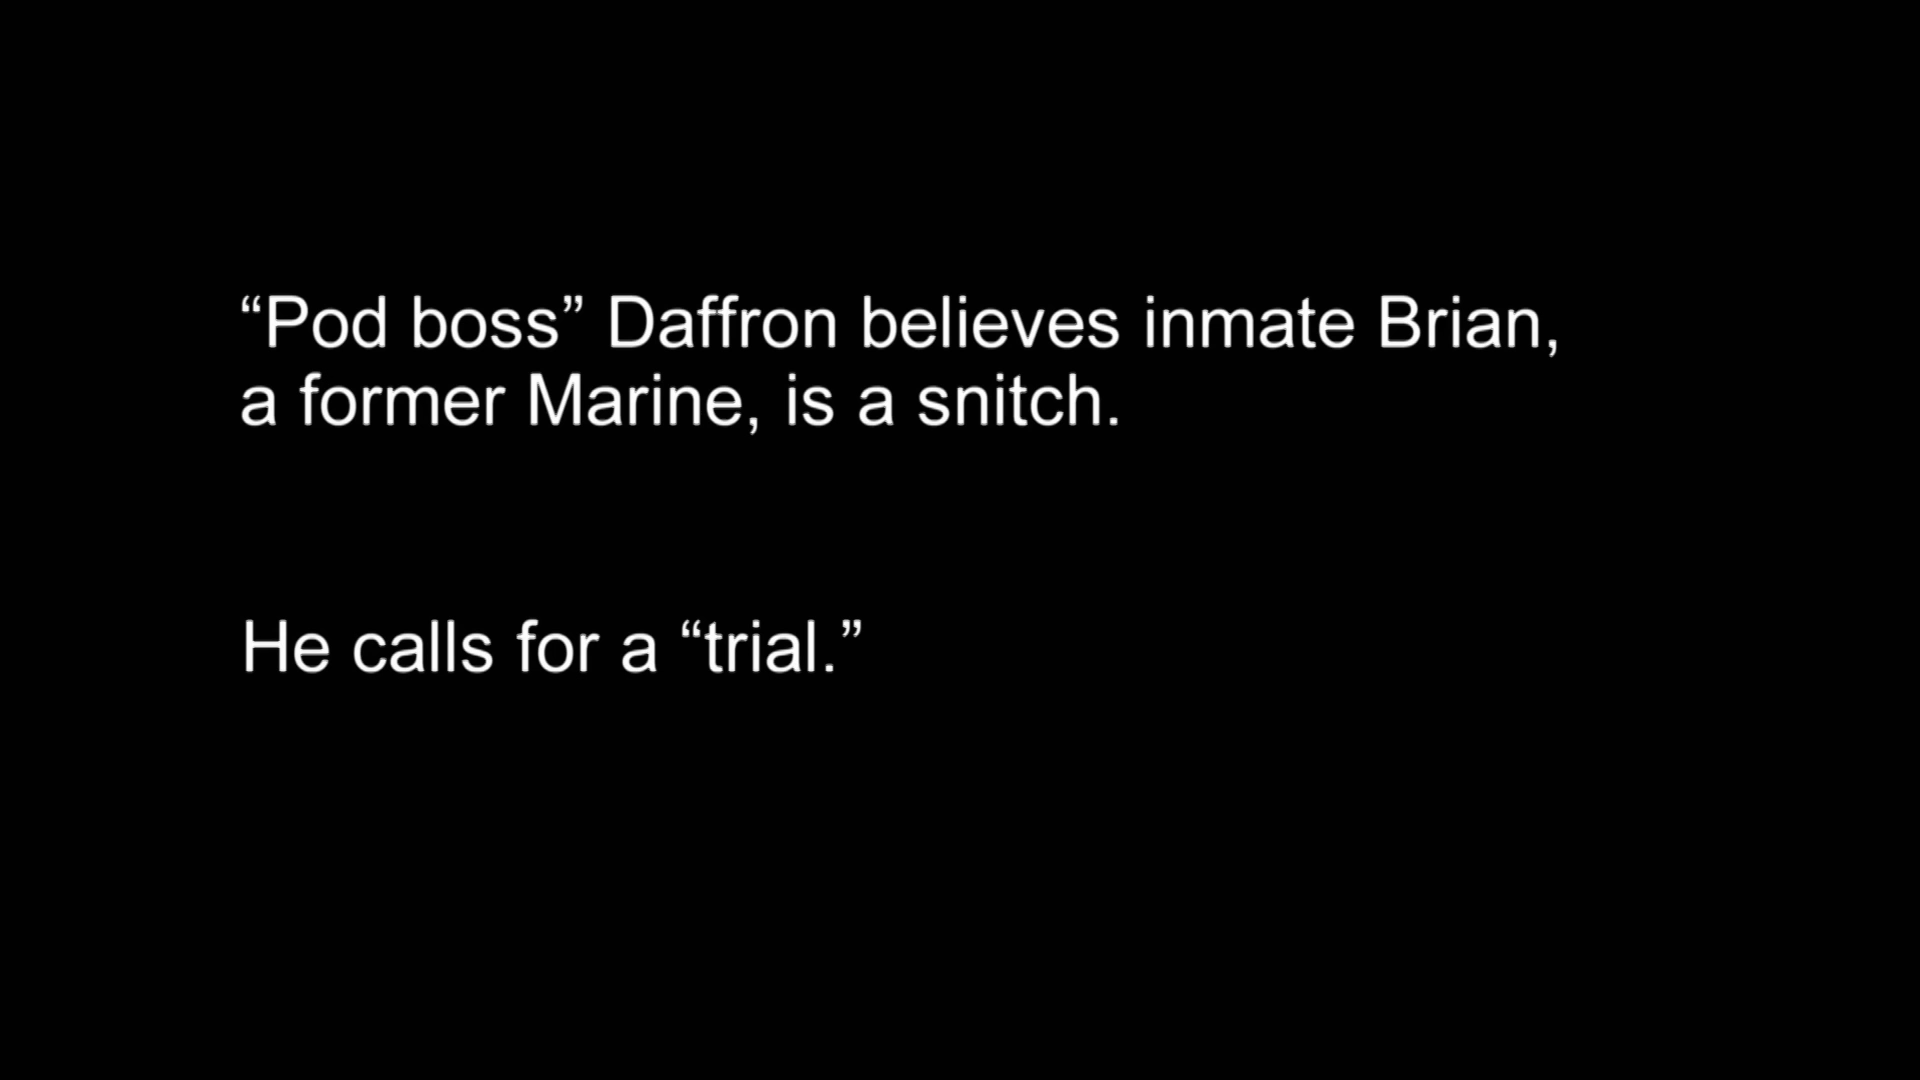 “Pod boss” Daffron believes inmate Brian,
a former Marine, is a snitch.
He calls for a “trial.”